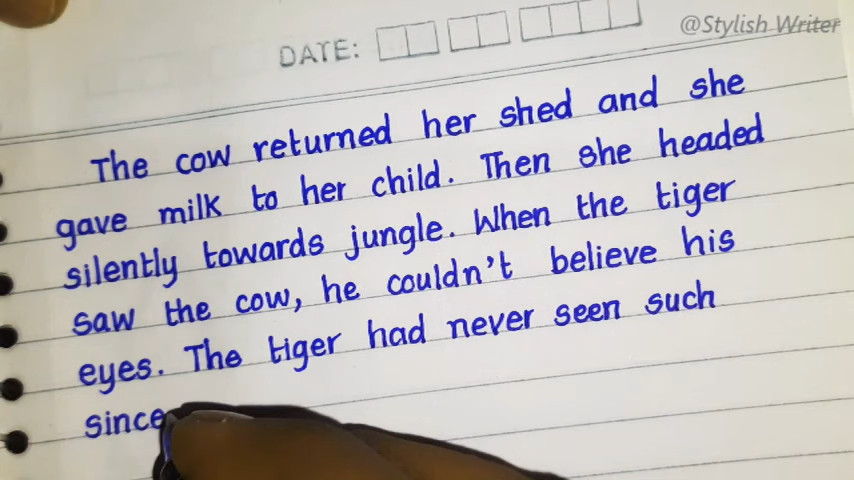 @Stylish Writer
DATE:
The cow returned her shed and she
gave milk to her child. Then she headed
silently towards jungle. When the tiger
saw the cow, he couldn't believe his
eyes. The tiger had never seen such
since